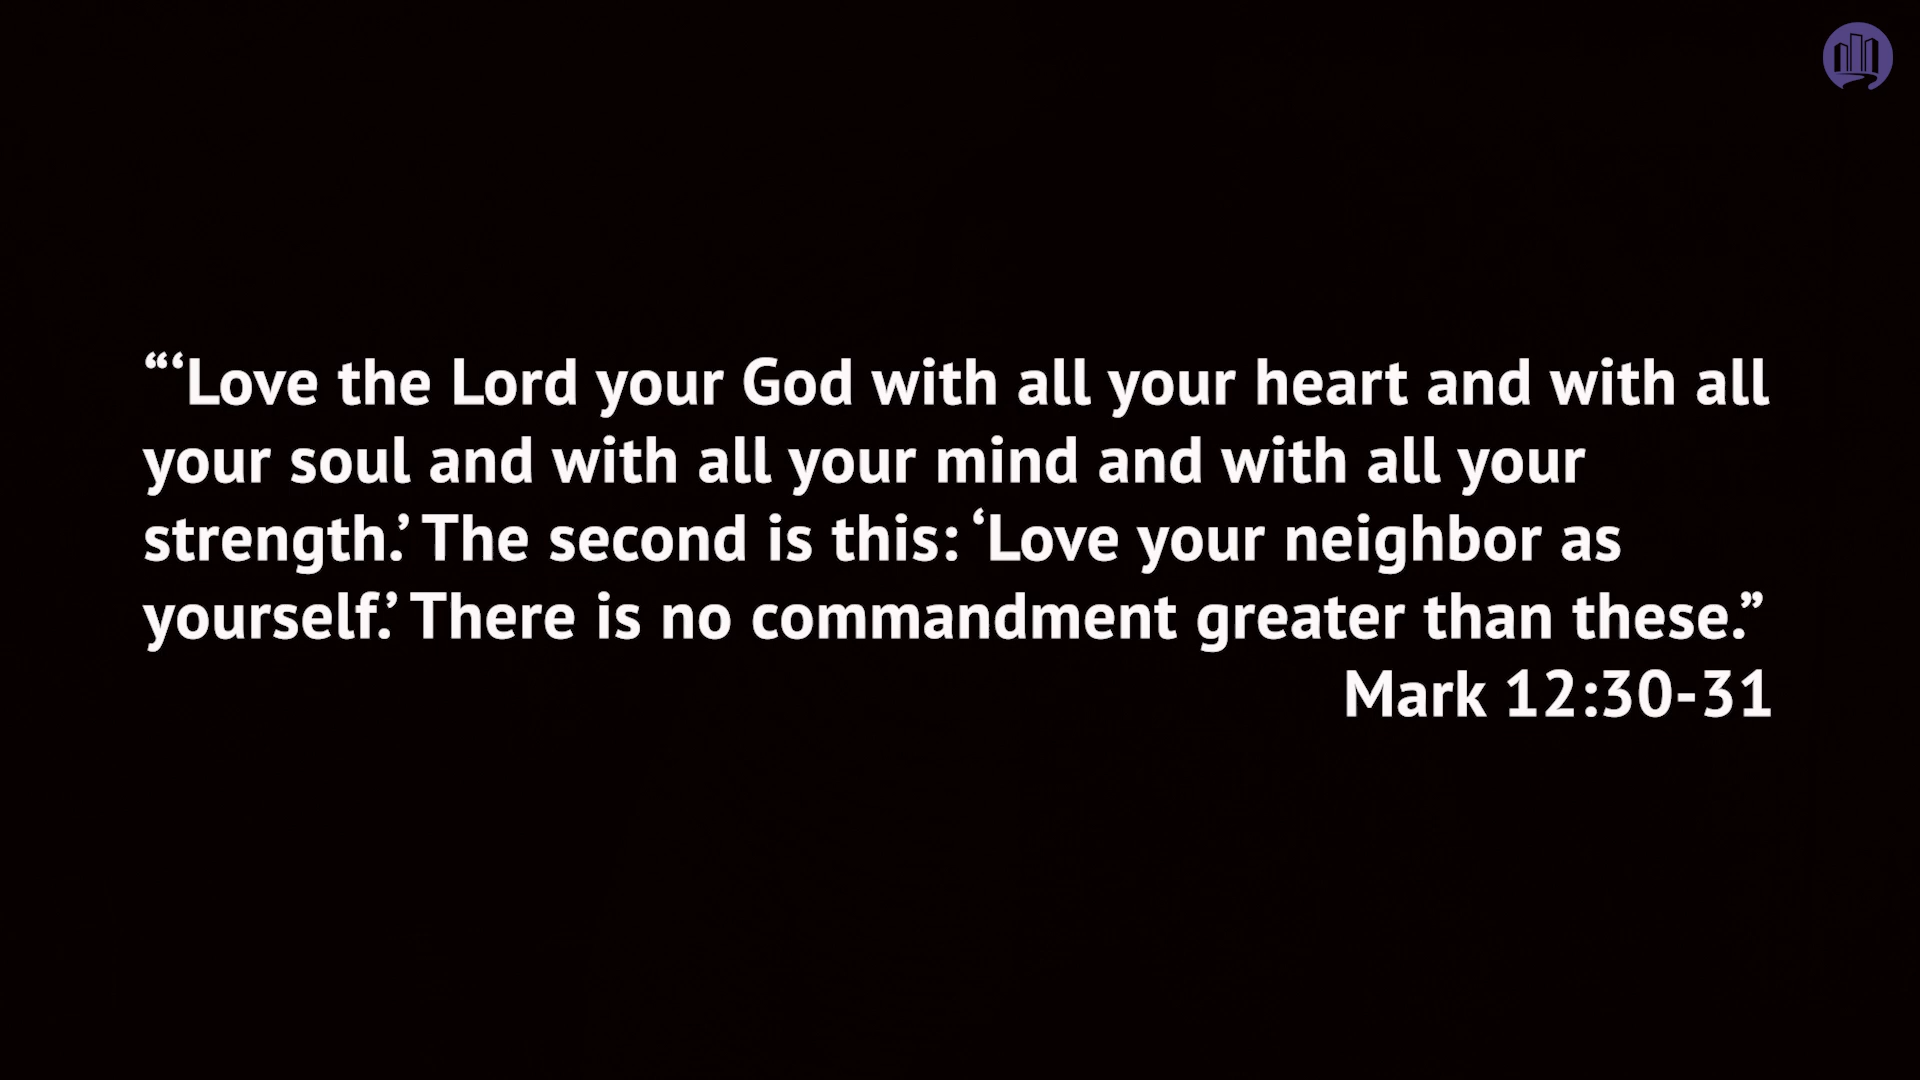 “‘Love the Lord your God with all your heart and with all
your soul and with all your mind and with all your
strength.’ The second is this: ‘Love your neighbor as
yourself.’ There is no commandment greater than these.”
Mark 12:30-31